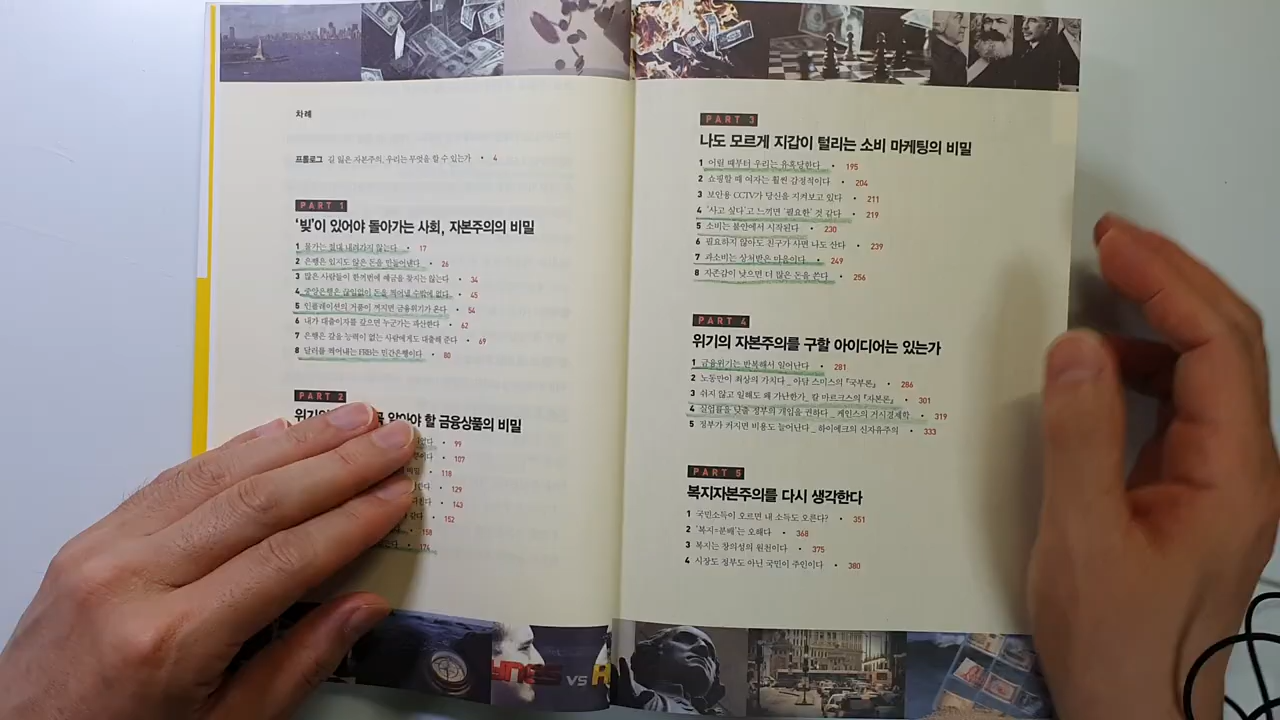 차례
프롤로그 길 잃은 자본주의, 우리는 무엇을 할 수 있는가 • 4
PART 1
'빚'이 있어야 돌아가는 사회, 자본주의의 비밀
1 물가는 절대 내려가지 않는다 • 17
2 은행은 있지도 않은 돈을 만들어낸다 • 26
3 많은 사람들이 한꺼번에 예금을 찾지는 않는다 • 34
4 중앙은행은 끊임없이 돈을 찍어낼 수밖에 없다 • 45
5 인플레이션의 거품이 꺼지면 금융위기가 온다 • 54
6 내가 대출이자를 갚으면 누군가는 파산한다 • 62
7 은행은 갚을 능력이 없는 사람에게도 대출해 준다 • 69
8 달러를 찍어내는 FRB는 민간은행이다 • 80
PART 2
위기의 알아야 할 금융상품의 비밀
• 99
• 107
• 118
• 129
• 143
• 152
• 158
• 174
PART 3
나도 모르게 지갑이 털리는 소비 마케팅의 비밀
1 어릴 때부터 우리는 유혹당한다 • 195
2 쇼핑할 때 여자는 훨씬 감정적이다 • 204
3 보안용 CCTV가 당신을 지켜보고 있다 • 211
4 '사고 싶다'고 느끼면 '필요한' 것 같다 • 219
5 소비는 불안에서 시작된다 • 230
6 필요하지 않아도 친구가 사면 나도 산다 • 239
7 과소비는 상처받은 마음이다 • 249
8 자존감이 낮으면 더 많은 돈을 쓴다 • 256
PART 4
위기의 자본주의를 구할 아이디어는 있는가
1 금융위기는 반복해서 일어난다 • 281
2 노동만이 최상의 가치다 _ 아담 스미스의 『국부론』 • 286
3 쉬지 않고 일해도 왜 가난한가_ 칼 마르크스의 『자본론』 • 301
4 실업률을 낮출 정부의 개입을 권하다 _ 케인스의 거시경제학 • 319
5 정부가 커지면 비용도 늘어난다 _ 하이에크의 신자유주의 • 333
PART 5
복지자본주의를 다시 생각한다
1 국민소득이 오르면 내 소득도 오른다? • 351
2 '복지=분배'는 오해다 • 368
3 복지는 창의성의 원천이다 • 375
4 시장도 정부도 아닌 국민이 주인이다 • 380
VS